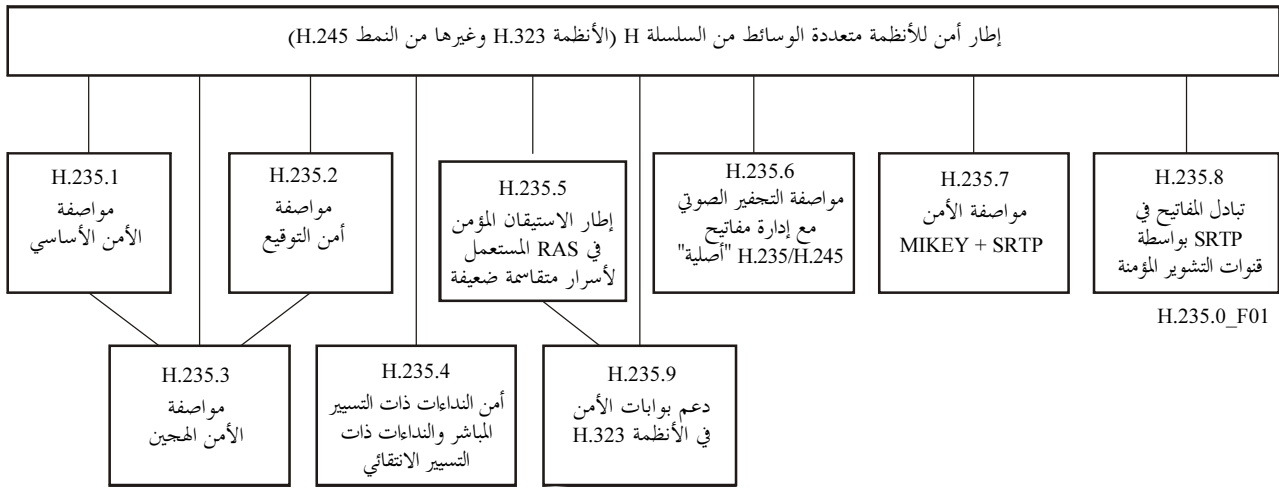 إطار أمن للأنظمة متعددة الوسائط من السلسلة H (الأنظمة H.323 وغيرها من النمط H.245)
H.235.1
مواصفة
الأمن الأساسي
H.235.2
مواصفة
أمن التوقيع
H.235.5
إطار الاستيقان المؤمن
في RAS المستعمل
لأسرار متقاسمة ضعيفة
H.235.6
مواصفة التجفير الصوتي
مع إدارة مفاتيح
H.235/H.245 "أصلية"
H.235.7
مواصفة الأمن
MIKEY + SRTP
H.235.8
تبادل المفاتيح في
SRTP بواسطة
قنوات التشوير المؤمنة
H.235.0_F01
H.235.3
مواصفة
الأمن الهجين
H.235.4
أمن النداءات ذات التسيير
المباشر والنداءات ذات
التسيير الانتقائي
H.235.9
دعم بوابات الأمن
في الأنظمة H.323